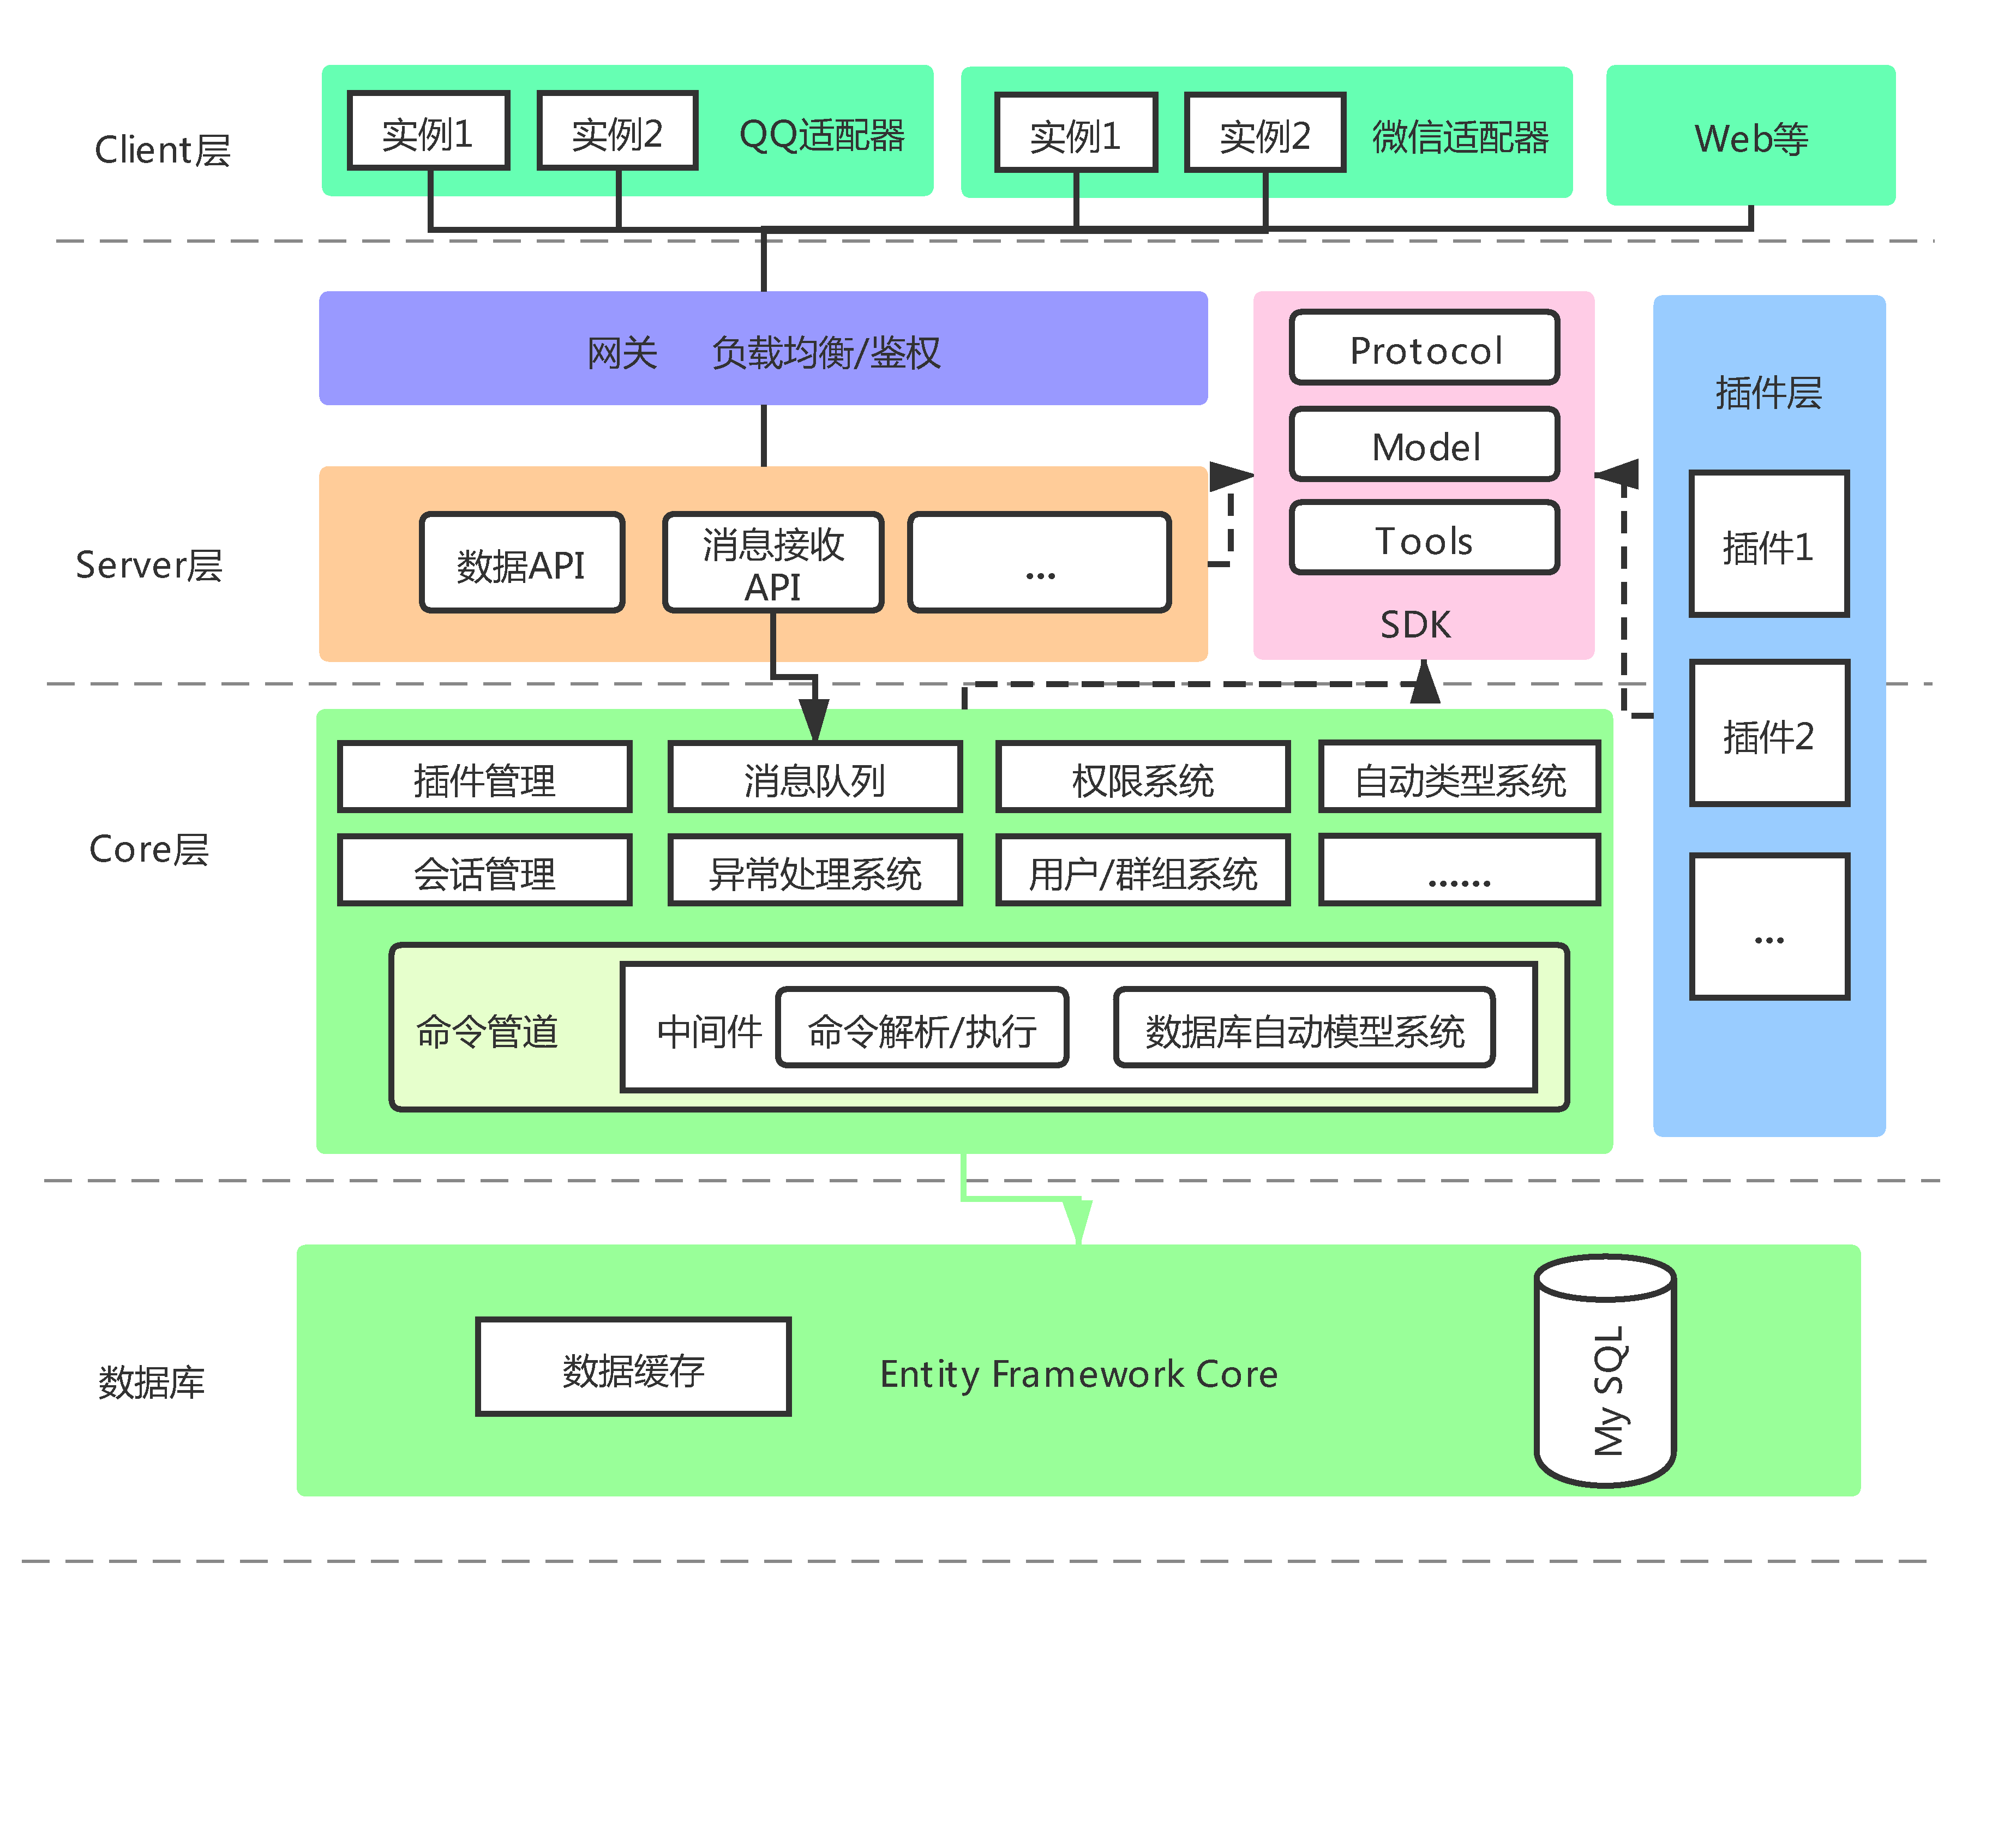 Client层
实例1
实例2
QQ适配器
实例1
实例2
微信适配器
Web等
网关 负载均衡/鉴权
Protocol
Model
Tools
SDK
插件层
插件1
插件2
...
Server层
数据API
消息接收
API
...
Core层
插件管理
消息队列
权限系统
自动类型系统
会话管理
异常处理系统
用户/群组系统
......
命令管道
中间件
命令解析/执行
数据库自动模型系统
数据库
数据缓存
Entity Framework Core
My SQL